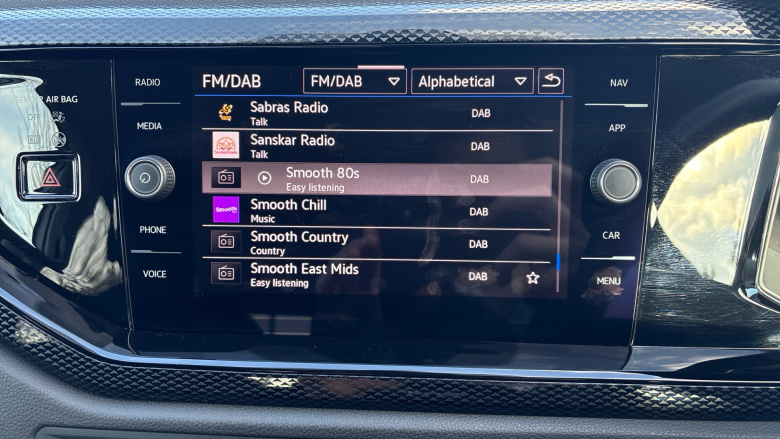 RADIO
MEDIA
PHONE
VOICE
AIR BAG
OFF
ON
FM/DAB
FM/DAB
Alphabetical
Sabras Radio
Talk
DAB
Sanskar Radio
Talk
DAB
Smooth 80s
Easy listening
DAB
smooth
Smooth Chill
Music
DAB
Smooth Country
Country
DAB
Smooth East Mids
Easy listening
DAB
NAV
APP
CAR
MENU